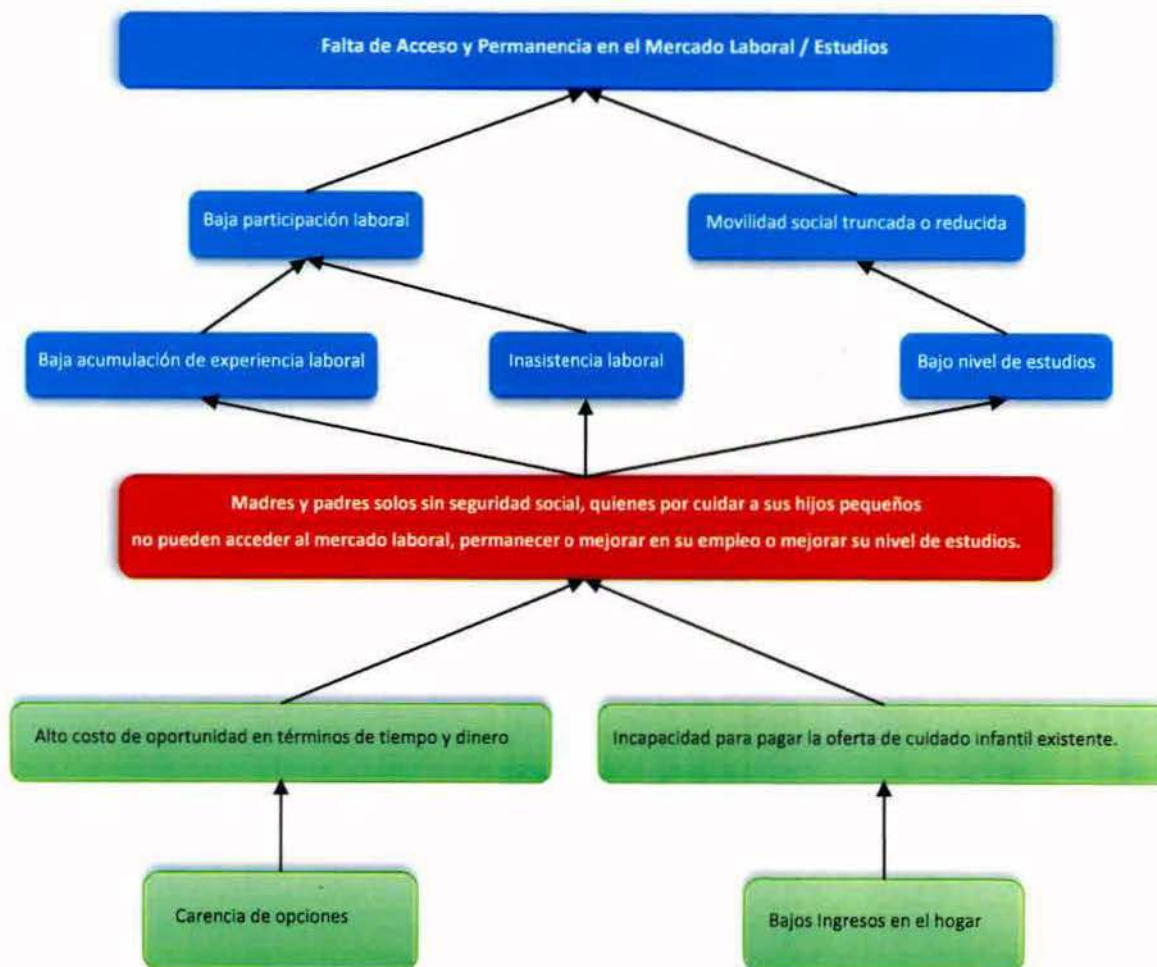 Falta de Acceso y Permanencia en el Mercado Laboral / Estudios
Baja participación laboral
Movilidad social truncada o reducida
Baja acumulación de experiencia laboral
Inasistencia laboral
Bajo nivel de estudios
Madres y padres solos sin seguridad social, quienes por cuidar a sus hijos pequeños
no pueden acceder al mercado laboral, permanecer o mejorar en su empleo o mejorar su nivel de estudios.
Alto costo de oportunidad en términos de tiempo y dinero
Incapacidad para pagar la oferta de cuidado infantil existente.
Carencia de opciones
Bajos Ingresos en el hogar